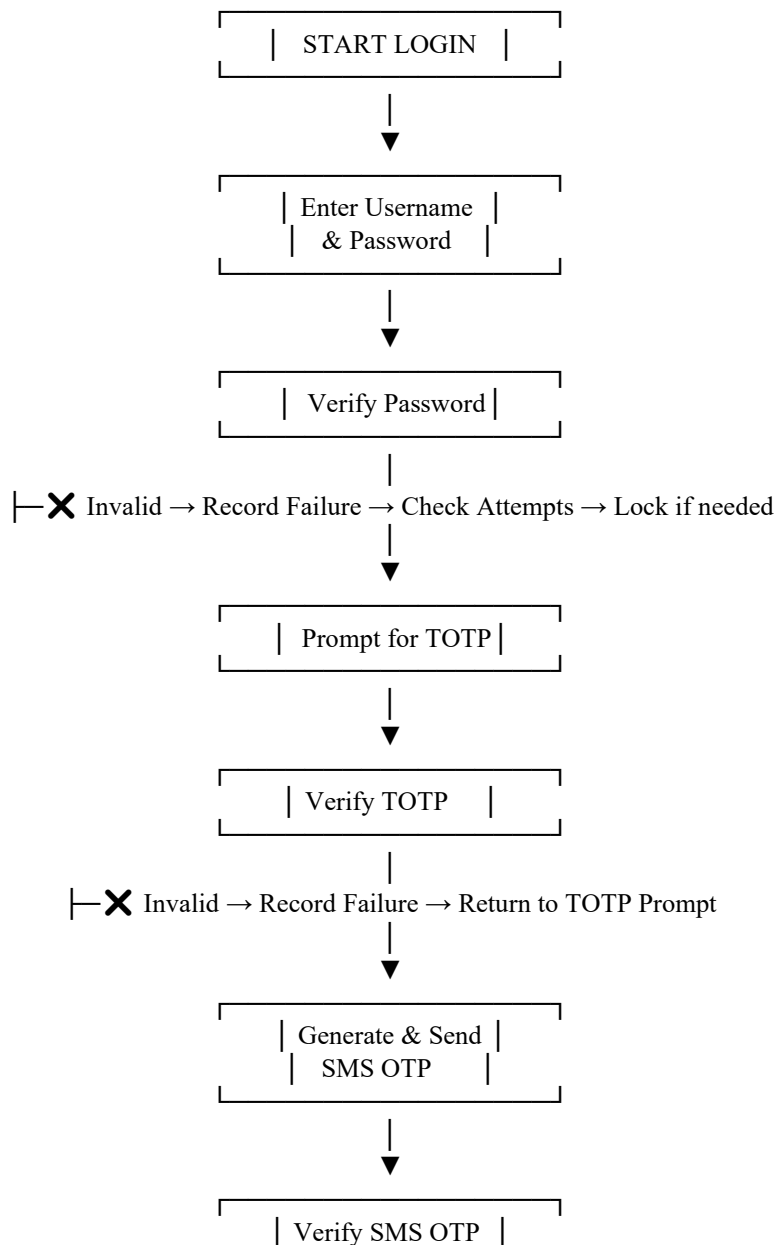 START LOGIN
Enter Username
& Password
Verify Password
❌ Invalid → Record Failure → Check Attempts → Lock if needed
Prompt for TOTP
Verify TOTP
❌ Invalid → Record Failure → Return to TOTP Prompt
Generate & Send
SMS OTP
Verify SMS OTP